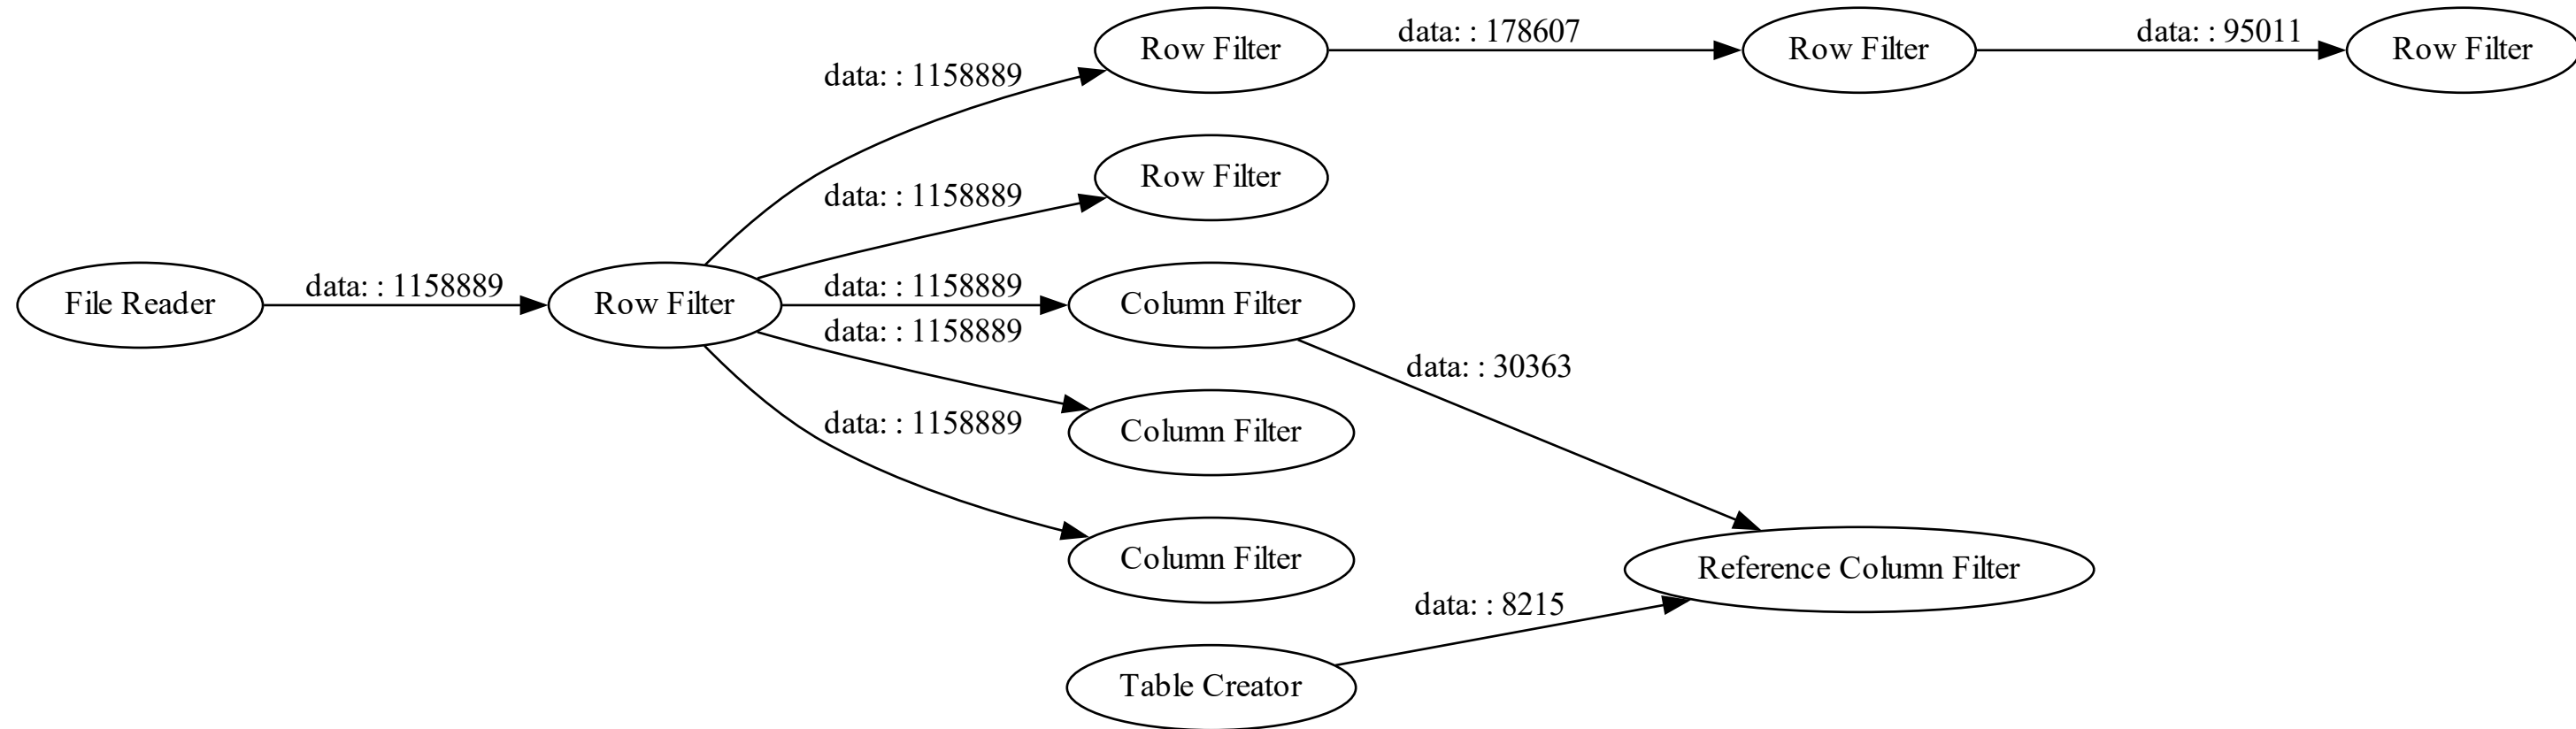 Row Filter
data: : 178607
Row Filter
data: : 95011
Row Filter
data: : 1158889
Row Filter
data: : 1158889
File Reader
data: : 1158889
Row Filter
data: : 1158889
Column Filter
data: : 1158889
data: : 30363
Column Filter
data: : 1158889
Column Filter
Reference Column Filter
data: : 8215
Table Creator